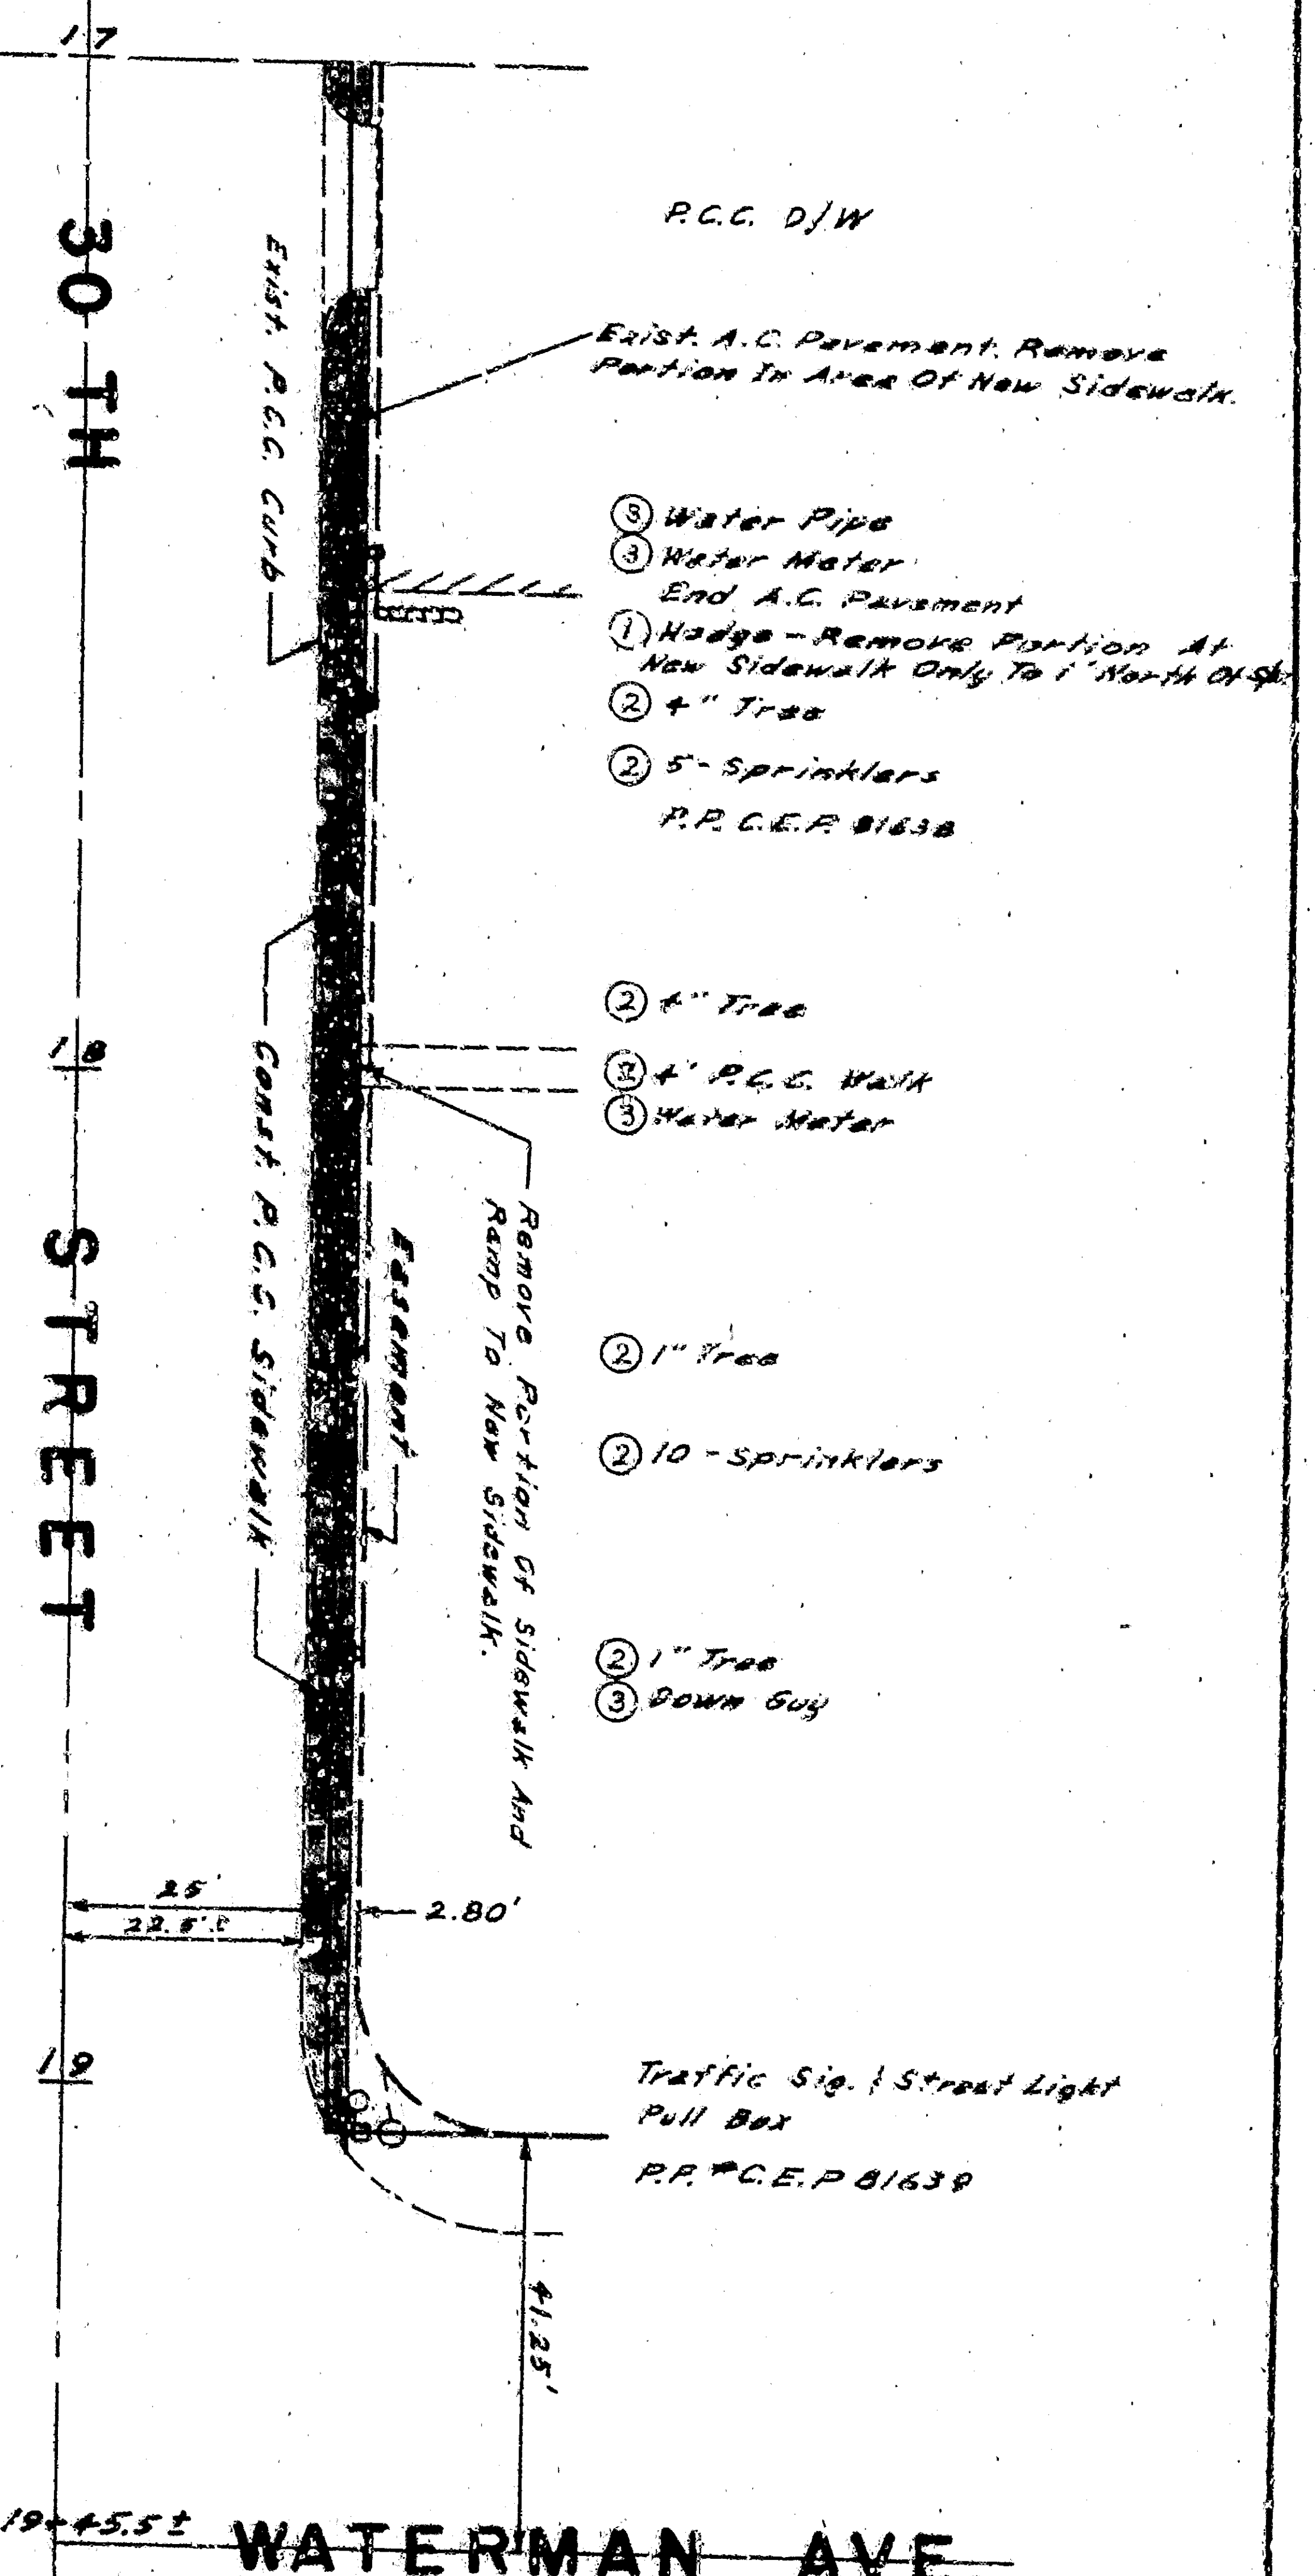 17
30 TH
STREET
Exist. P.C.C. Curb
P.C.C. D/W
Exist. A.C. Pavement. Remove
Portion In Area Of New Sidewalk.
3 Water Pipe
3 Water Meter
End A.C. Pavement
1 Hedge - Remove Portion At
New Sidewalk Only To 1' North Of
2 4" Tree
2 5 - Sprinklers
P.P. C.E.P. 81638
2 4" Tree
18
4' P.C.C. Walk
3 Water Meter
Const. P.C.C. Sidewalk
Easement
Remove Portion Of Sidewalk And
Ramp To New Sidewalk.
2 1" Tree
2 10 - Sprinklers
2 1" Tree
3 Down Guy
25'
22.5'±
2.80'
19
Traffic Sig. & Street Light
Pull Box
P.P. # C.E.P 81639
41.25'
19+45.5±
WATERMAN AVE